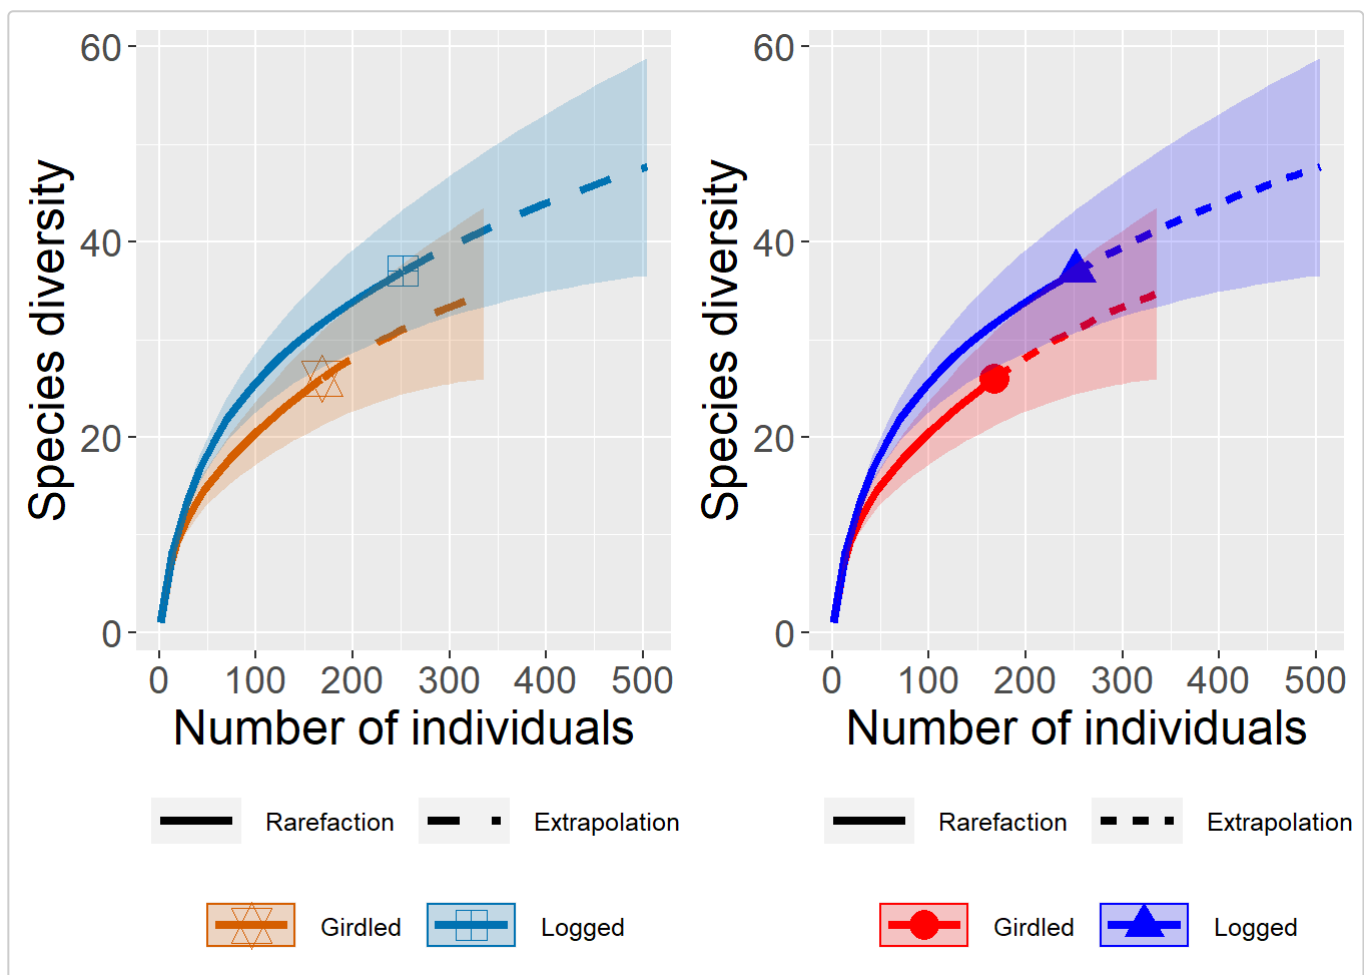 60
40
20
0
Species diversity
0 100 200 300 400 500
Number of individuals
Rarefaction Extrapolation
Girdled Logged
60
40
20
0
Species diversity
0 100 200 300 400 500
Number of individuals
Rarefaction Extrapolation
Girdled Logged